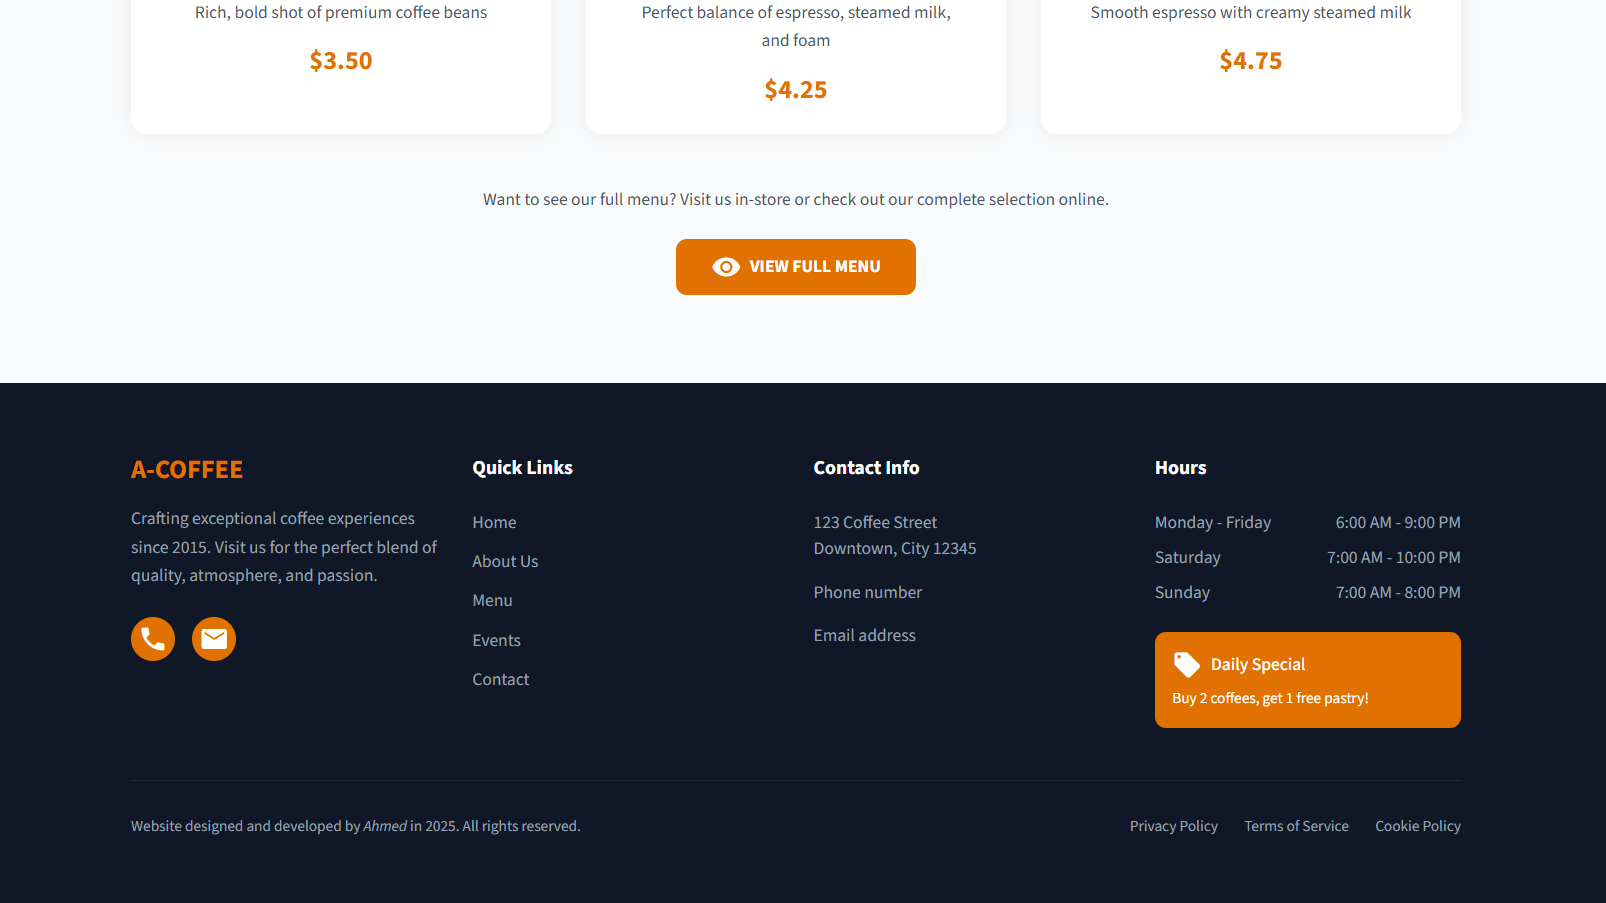 Rich, bold shot of premium coffee beans
$3.50
Perfect balance of espresso, steamed milk,
and foam
$4.25
Smooth espresso with creamy steamed milk
$4.75
Want to see our full menu? Visit us in-store or check out our complete selection online.
VIEW FULL MENU
A-COFFEE
Crafting exceptional coffee experiences
since 2015. Visit us for the perfect blend of
quality, atmosphere, and passion.
Quick Links
Home
About Us
Menu
Events
Contact
Contact Info
123 Coffee Street
Downtown, City 12345
Phone number
Email address
Hours
Monday - Friday 6:00 AM - 9:00 PM
Saturday 7:00 AM - 10:00 PM
Sunday 7:00 AM - 8:00 PM
Daily Special
Buy 2 coffees, get 1 free pastry!
Website designed and developed by Ahmed in 2025. All rights reserved.
Privacy Policy Terms of Service Cookie Policy